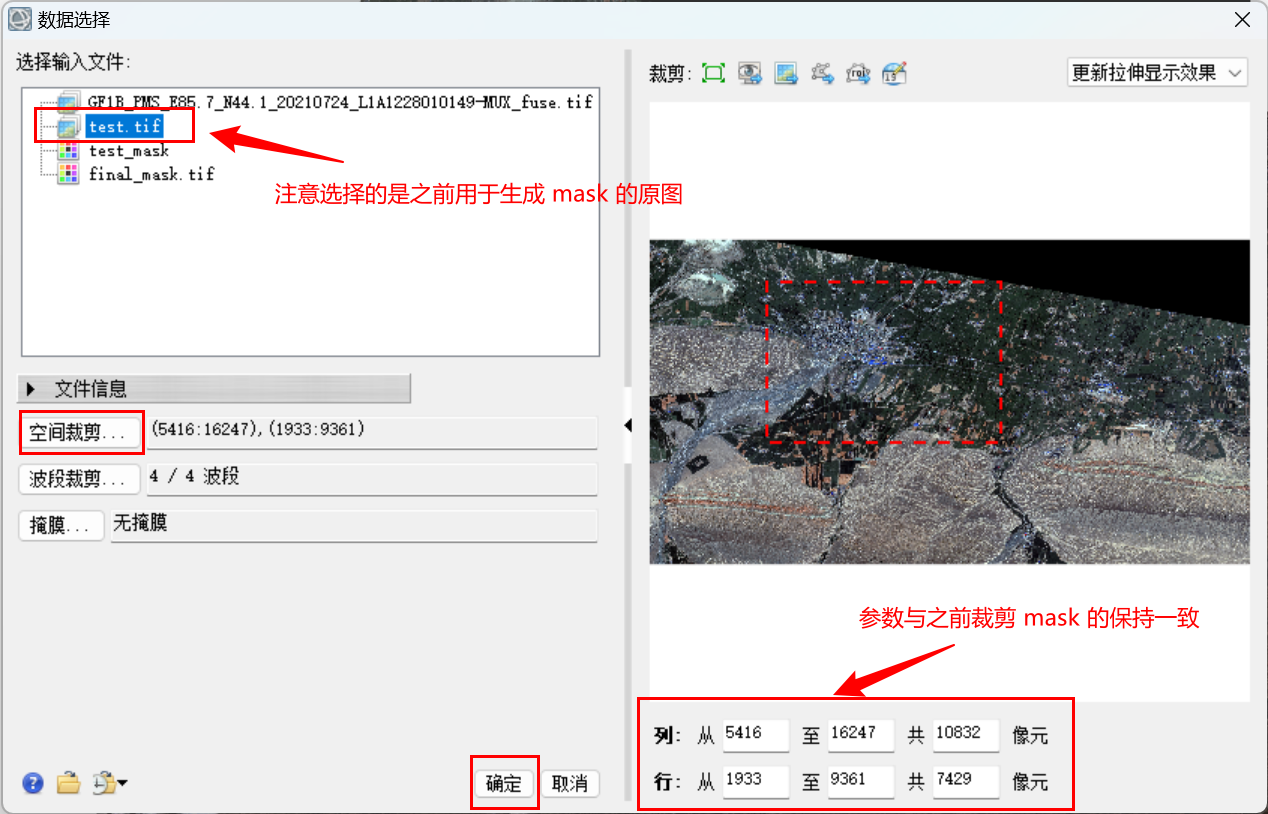 数据选择
选择输入文件:
GF1B_PMS_E85.7_N44.1_20210724_L1A1228010149-MUX_fuse.tif
test.tif
test_mask
final_mask.tif
注意选择的是之前用于生成 mask 的原图
文件信息
空间裁剪... (5416:16247),(1933:9361)
波段裁剪... 4 / 4 波段
掩膜... 无掩膜
确定 取消
裁剪: roi 19
更新拉伸显示效果
参数与之前裁剪 mask 的保持一致
列: 从 5416 至 16247 共 10832 像元
行: 从 1933 至 9361 共 7429 像元